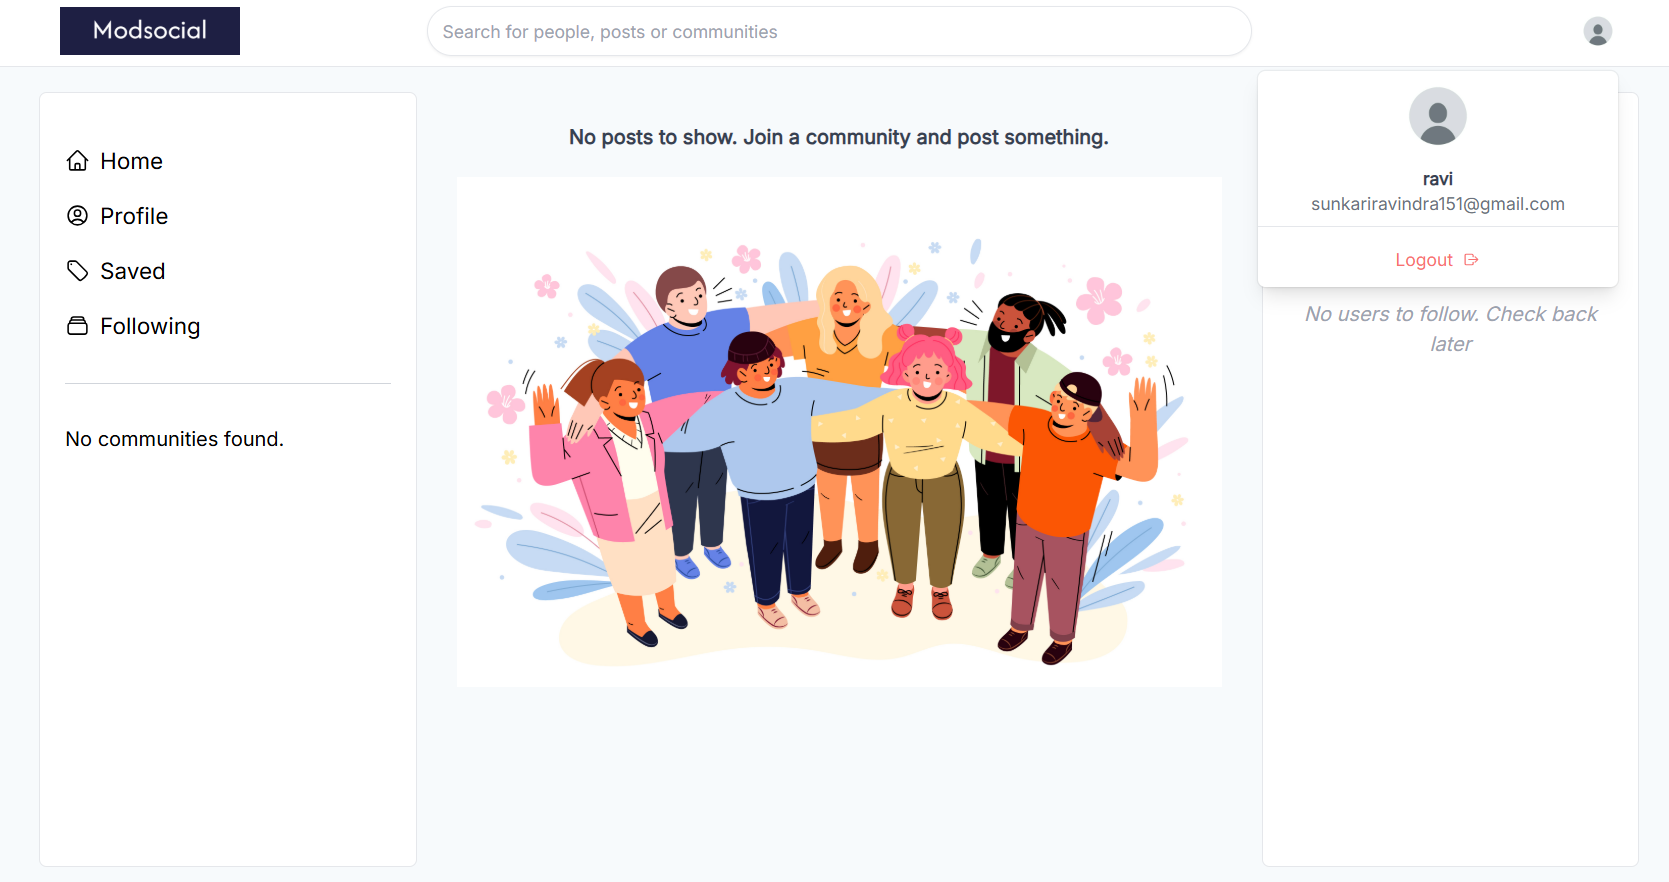 Modsocial
Search for people, posts or communities
Home
Profile
Saved
Following
No communities found.
No posts to show. Join a community and post something.
ravi
sunkariravindra151@gmail.com
Logout
No users to follow. Check back
later